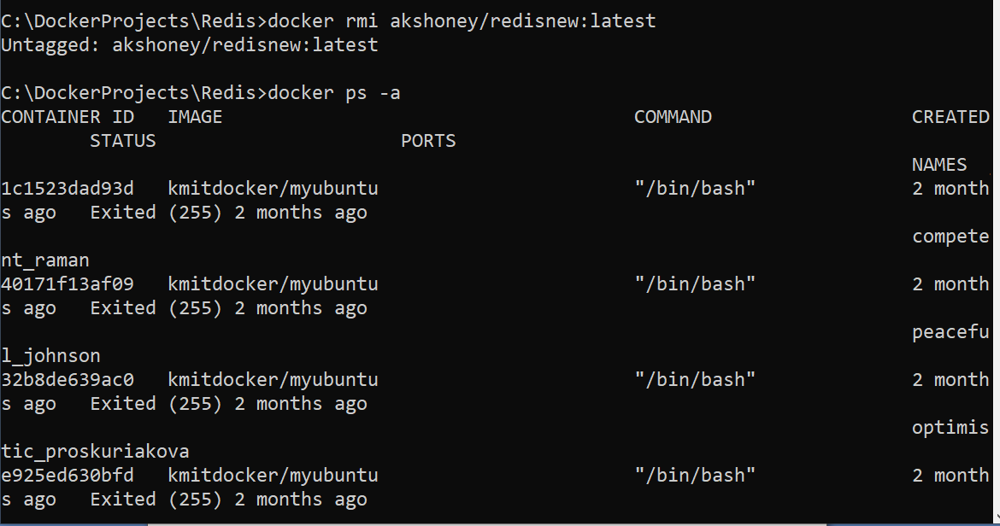 C:\DockerProjects\Redis>docker rmi akshoney/redisnew:latest
Untagged: akshoney/redisnew:latest
C:\DockerProjects\Redis>docker ps -a
CONTAINER ID   IMAGE                                     COMMAND                  CREATED
        STATUS                      PORTS
                                                                                  NAMES
1c1523dad93d   kmitdocker/myubuntu                       "/bin/bash"              2 month
s ago   Exited (255) 2 months ago
                                                                                  compete
nt_raman
40171f13af09   kmitdocker/myubuntu                       "/bin/bash"              2 month
s ago   Exited (255) 2 months ago
                                                                                  peacefu
l_johnson
32b8de639ac0   kmitdocker/myubuntu                       "/bin/bash"              2 month
s ago   Exited (255) 2 months ago
                                                                                  optimis
tic_proskuriakova
e925ed630bfd   kmitdocker/myubuntu                       "/bin/bash"              2 month
s ago   Exited (255) 2 months ago